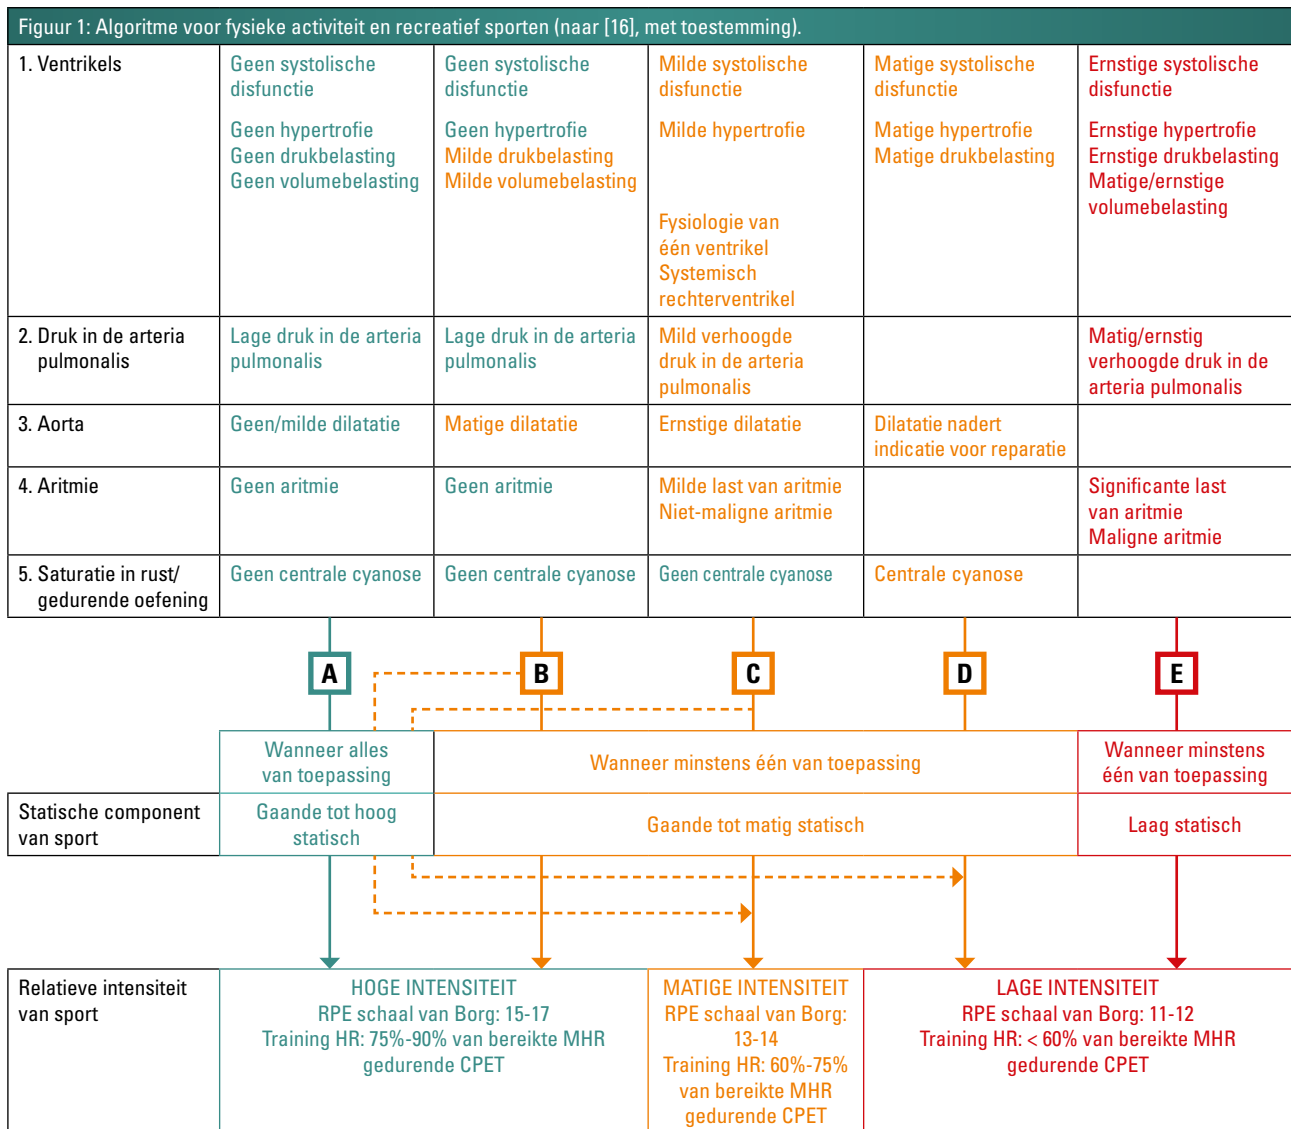 Figuur 1: Algoritme voor fysieke activiteit en recreatief sporten (naar [16], met toestemming).
1. Ventrikels
Geen systolische
disfunctie
Geen hypertrofie
Geen drukbelasting
Geen volumebelasting
Geen systolische
disfunctie
Geen hypertrofie
Milde drukbelasting
Milde volumebelasting
Milde systolische
disfunctie
Milde hypertrofie
Fysiologie van
één ventrikel
Systemisch
rechterventrikel
Matige systolische
disfunctie
Matige hypertrofie
Matige drukbelasting
Ernstige systolische
disfunctie
Ernstige hypertrofie
Ernstige drukbelasting
Matige/ernstige
volumebelasting
2. Druk in de arteria
pulmonalis
Lage druk in de arteria
pulmonalis
Lage druk in de arteria
pulmonalis
Mild verhoogde
druk in de arteria
pulmonalis
Matig/ernstig
verhoogde druk in de
arteria pulmonalis
3. Aorta
Geen/milde dilatatie
Matige dilatatie
Ernstige dilatatie
Dilatatie nadert
indicatie voor reparatie
4. Aritmie
Geen aritmie
Geen aritmie
Milde last van aritmie
Niet-maligne aritmie
Significante last
van aritmie
Maligne aritmie
5. Saturatie in rust/
gedurende oefening
Geen centrale cyanose
Geen centrale cyanose
Geen centrale cyanose
Centrale cyanose
A
B
C
D
E
Wanneer alles
van toepassing
Wanneer minstens één van toepassing
Wanneer minstens
één van toepassing
Statische component
van sport
Gaande tot hoog
statisch
Gaande tot matig statisch
Laag statisch
Relatieve intensiteit
van sport
HOGE INTENSITEIT
RPE schaal van Borg: 15-17
Training HR: 75%-90% van bereikte MHR
gedurende CPET
MATIGE INTENSITEIT
RPE schaal van Borg:
13-14
Training HR: 60%-75%
van bereikte MHR
gedurende CPET
LAGE INTENSITEIT
RPE schaal van Borg: 11-12
Training HR: < 60% van bereikte MHR
gedurende CPET